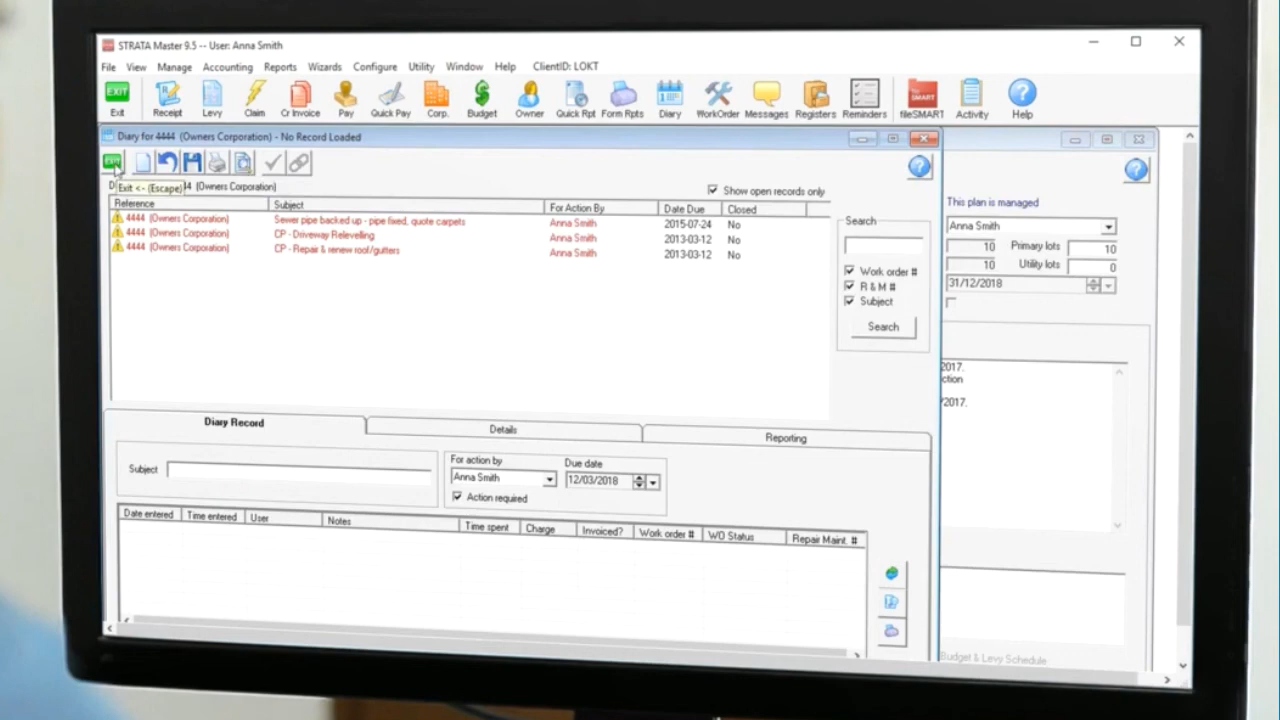 STRATA Master 9.5 -- User: Anna Smith
File View Manage Accounting Reports Wizards Configure Utility Window Help ClientID: LOKT
EXIT
SMART
Exit Receipt Levy Claim Cr Invoice Pay Quick Pay Corp. Budget Owner Quick Rpt Form Rpts Diary WorkOrder Messages Registers Reminders fileSMART Activity Help
Diary for 4444 (Owners Corporation) - No Record Loaded
Exit <- (Escape) 4 (Owners Corporation)
Show open records only
Reference Subject For Action By Date Due Closed
4444 (Owners Corporation) Sewer pipe backed up - pipe fixed, quote carpets Anna Smith 2015-07-24 No
4444 (Owners Corporation) CP - Driveway Relevelling Anna Smith 2013-03-12 No
4444 (Owners Corporation) CP - Repair & renew roof/gutters Anna Smith 2013-03-12 No
Search
Work order #
R & M #
Subject
Search
This plan is managed
Anna Smith
10 Primary lots 10
10 Utility lots 0
31/12/2018
2017.
ction
/2017.
Diary Record Details Reporting
Subject
For action by Due date
Anna Smith 12/03/2018
Action required
Date entered Time entered User Notes Time spent Charge Invoiced? Work order # WO Status Repair Maint. #
Budget & Levy Schedule